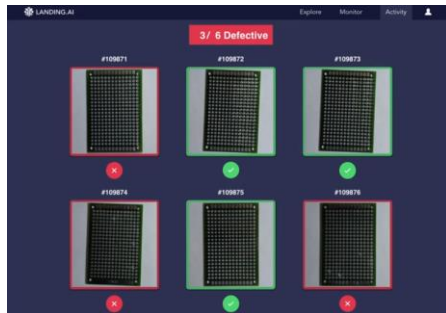 LANDING.AI
Explore Monitor Activity
3/ 6 Defective
#109871 #109872 #109873
#109874 #109875 #109876